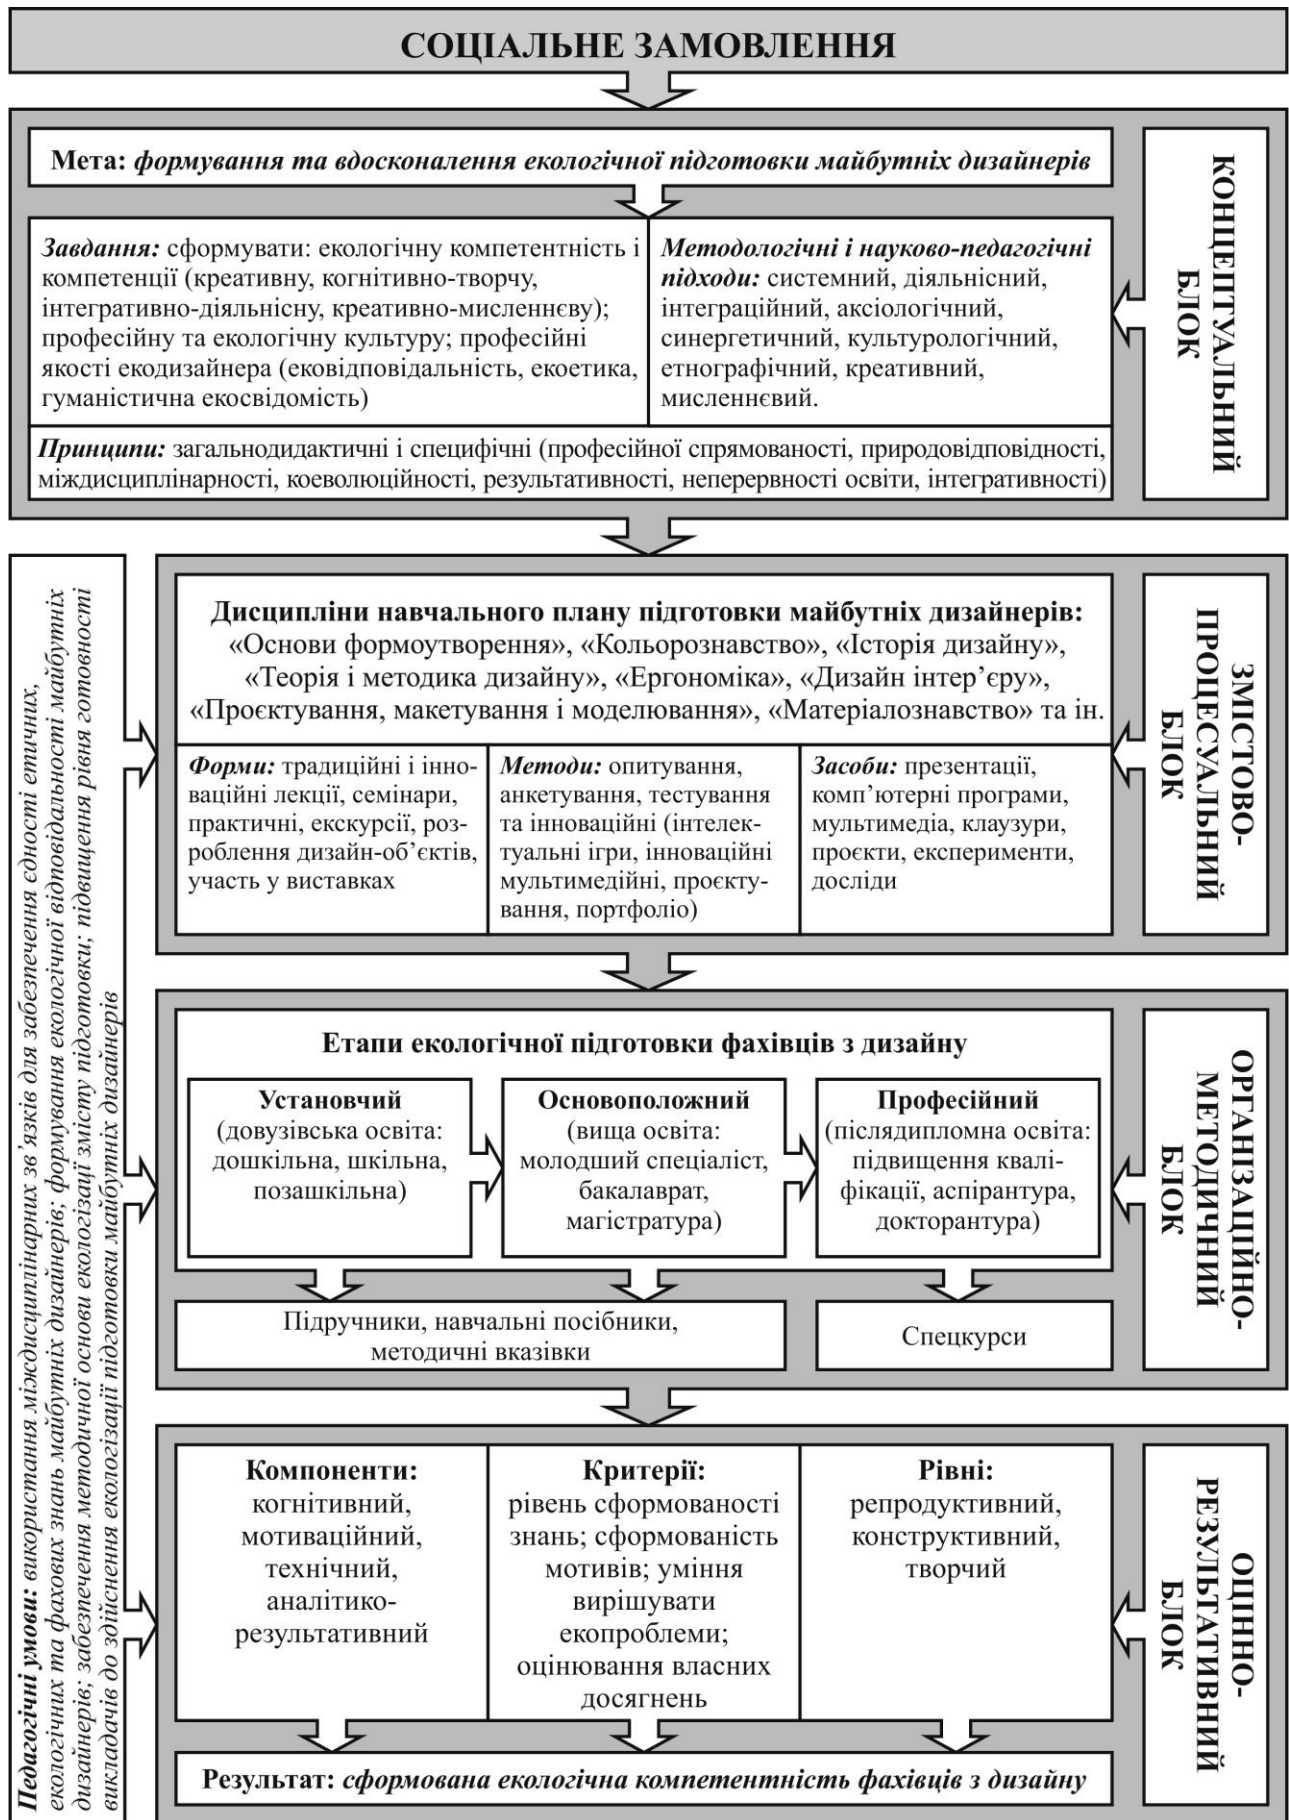 СОЦІАЛЬНЕ ЗАМОВЛЕННЯ
Мета: формування та вдосконалення екологічної підготовки майбутніх дизайнерів
Завдання: сформувати: екологічну компетентність і
компетенції (креативну, когнітивно-творчу,
інтегративно-діяльнісну, креативно-мисленнєву);
професійну та екологічну культуру; професійні
якості екодизайнера (ековідповідальність, екоетика,
гуманістична екосвідомість)
Методологічні і науково-педагогічні
підходи: системний, діяльнісний,
інтеграційний, аксіологічний,
синергетичний, культурологічний,
етнографічний, креативний,
мисленнєвий.
Принципи: загальнодидактичні і специфічні (професійної спрямованості, природовідповідності,
міждисциплінарності, коеволюційності, результативності, неперервності освіти, інтегративності)
КОНЦЕПТУАЛЬНИЙ
БЛОК
Педагогічні умови: використання міждисциплінарних зв’язків для забезпечення єдності етичних,
екологічних та фахових знань майбутніх дизайнерів; формування екологічної відповідальності майбутніх
дизайнерів; забезпечення методичної основи екологізації змісту підготовки; підвищення рівня готовності
викладачів до здійснення екологізації підготовки майбутніх дизайнерів
Дисципліни навчального плану підготовки майбутніх дизайнерів:
«Основи формоутворення», «Кольорознавство», «Історія дизайну»,
«Теорія і методика дизайну», «Ергономіка», «Дизайн інтер’єру»,
«Проєктування, макетування і моделювання», «Матеріалознавство» та ін.
Форми: традиційні і інно-
ваційні лекції, семінари,
практичні, екскурсії, роз-
роблення дизайн-об’єктів,
участь у виставках
Методи: опитування,
анкетування, тестування
та інноваційні (інтелек-
туальні ігри, інноваційні
мультимедійні, проєкту-
вання, портфоліо)
Засоби: презентації,
комп’ютерні програми,
мультимедіа, клаузури,
проєкти, експерименти,
досліди
ЗМІСТОВО-
ПРОЦЕСУАЛЬНИЙ
БЛОК
Етапи екологічної підготовки фахівців з дизайну
Установчий
(довузівська освіта:
дошкільна, шкільна,
позашкільна)
Основоположний
(вища освіта:
молодший спеціаліст,
бакалаврат,
магістратура)
Професійний
(післядипломна освіта:
підвищення квалі-
фікації, аспірантура,
докторантура)
Підручники, навчальні посібники,
методичні вказівки
Спецкурси
ОРГАНІЗАЦІЙНО-
МЕТОДИЧНИЙ
БЛОК
Компоненти:
когнітивний,
мотиваційний,
технічний,
аналітико-
результативний
Критерії:
рівень сформованості
знань; сформованість
мотивів; уміння
вирішувати
екопроблеми;
оцінювання власних
досягнень
Рівні:
репродуктивний,
конструктивний,
творчий
Результат: сформована екологічна компетентність фахівців з дизайну
ОЦІННО-
РЕЗУЛЬТАТИВНИЙ
БЛОК